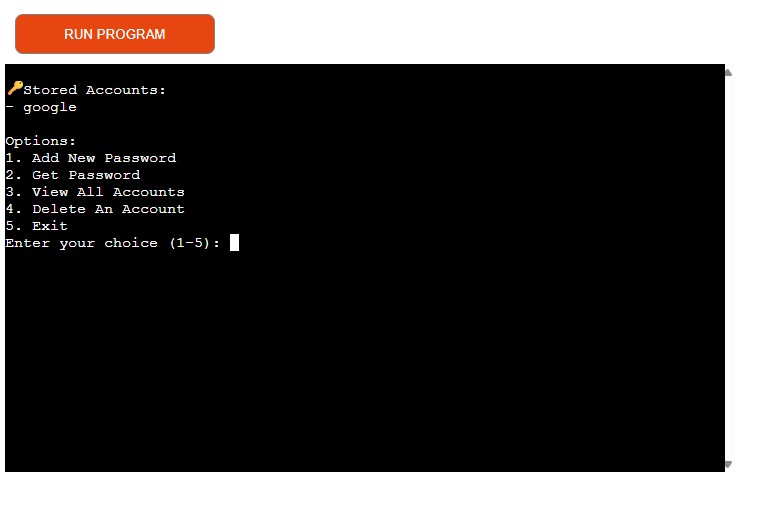 RUN PROGRAM
🔑Stored Accounts:
- google
Options:
1. Add New Password
2. Get Password
3. View All Accounts
4. Delete An Account
5. Exit
Enter your choice (1-5):